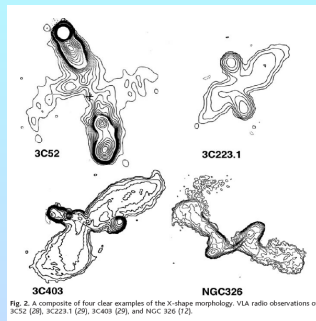 3C52
3C223.1
3C403
NGC326
Fig. 2. A composite of four clear examples of the X-shape morphology. VLA radio observations of
3C52 (28), 3C223.1 (29), 3C403 (29), and NGC 326 (12).